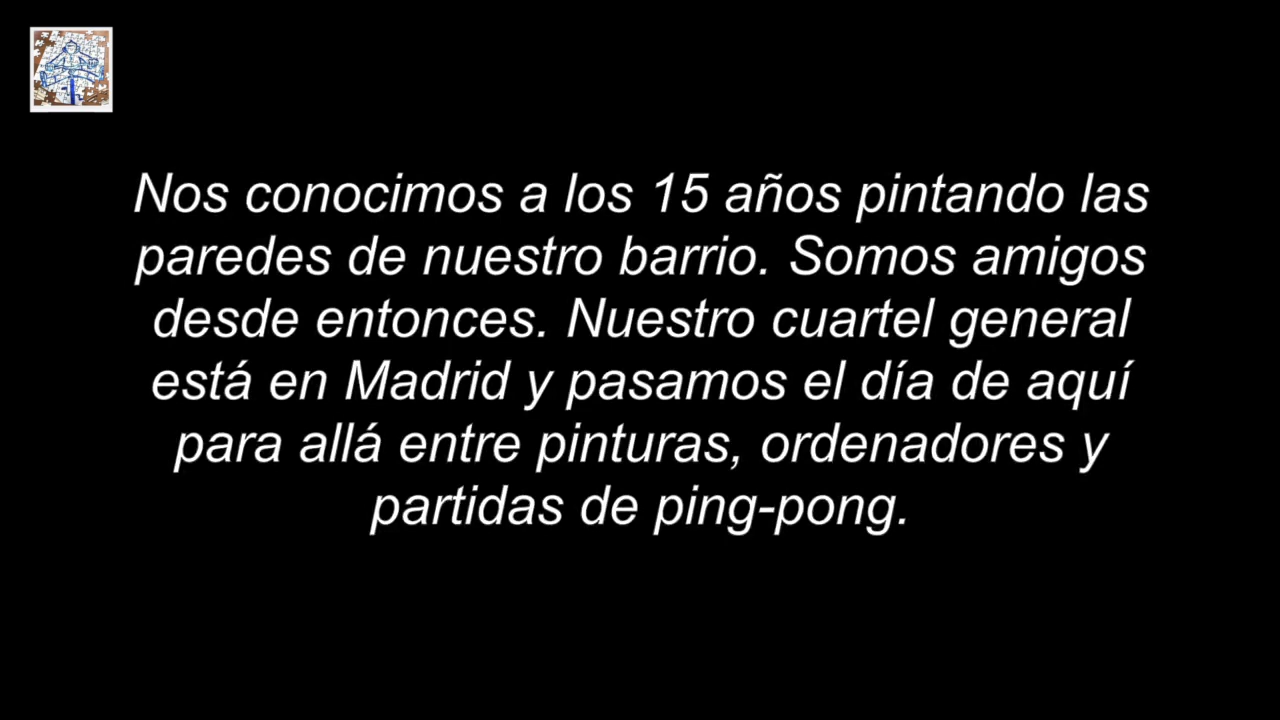 Nos conocimos a los 15 años pintando las
paredes de nuestro barrio. Somos amigos
desde entonces. Nuestro cuartel general
está en Madrid y pasamos el día de aquí
para allá entre pinturas, ordenadores y
partidas de ping-pong.